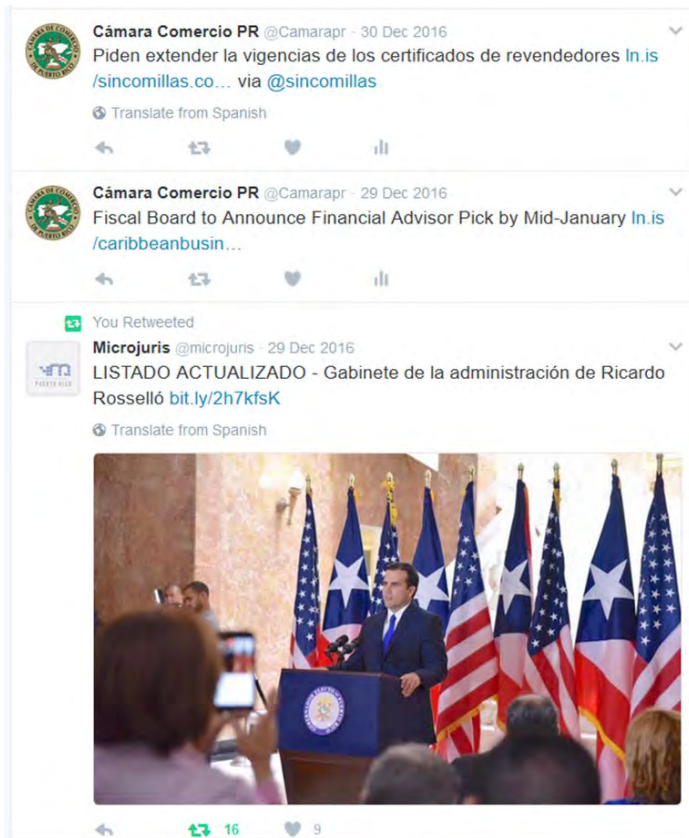 Cámara Comercio PR @Camarapr · 30 Dec 2016
Piden extender la vigencias de los certificados de revendedores ln.is
/sincomillas.co… via @sincomillas
Translate from Spanish
Cámara Comercio PR @Camarapr · 29 Dec 2016
Fiscal Board to Announce Financial Advisor Pick by Mid-January ln.is
/caribbeanbusin…
You Retweeted
Microjuris @microjuris · 29 Dec 2016
PUERTO RICO
LISTADO ACTUALIZADO - Gabinete de la administración de Ricardo
Rosselló bit.ly/2h7kfsK
Translate from Spanish
16 9